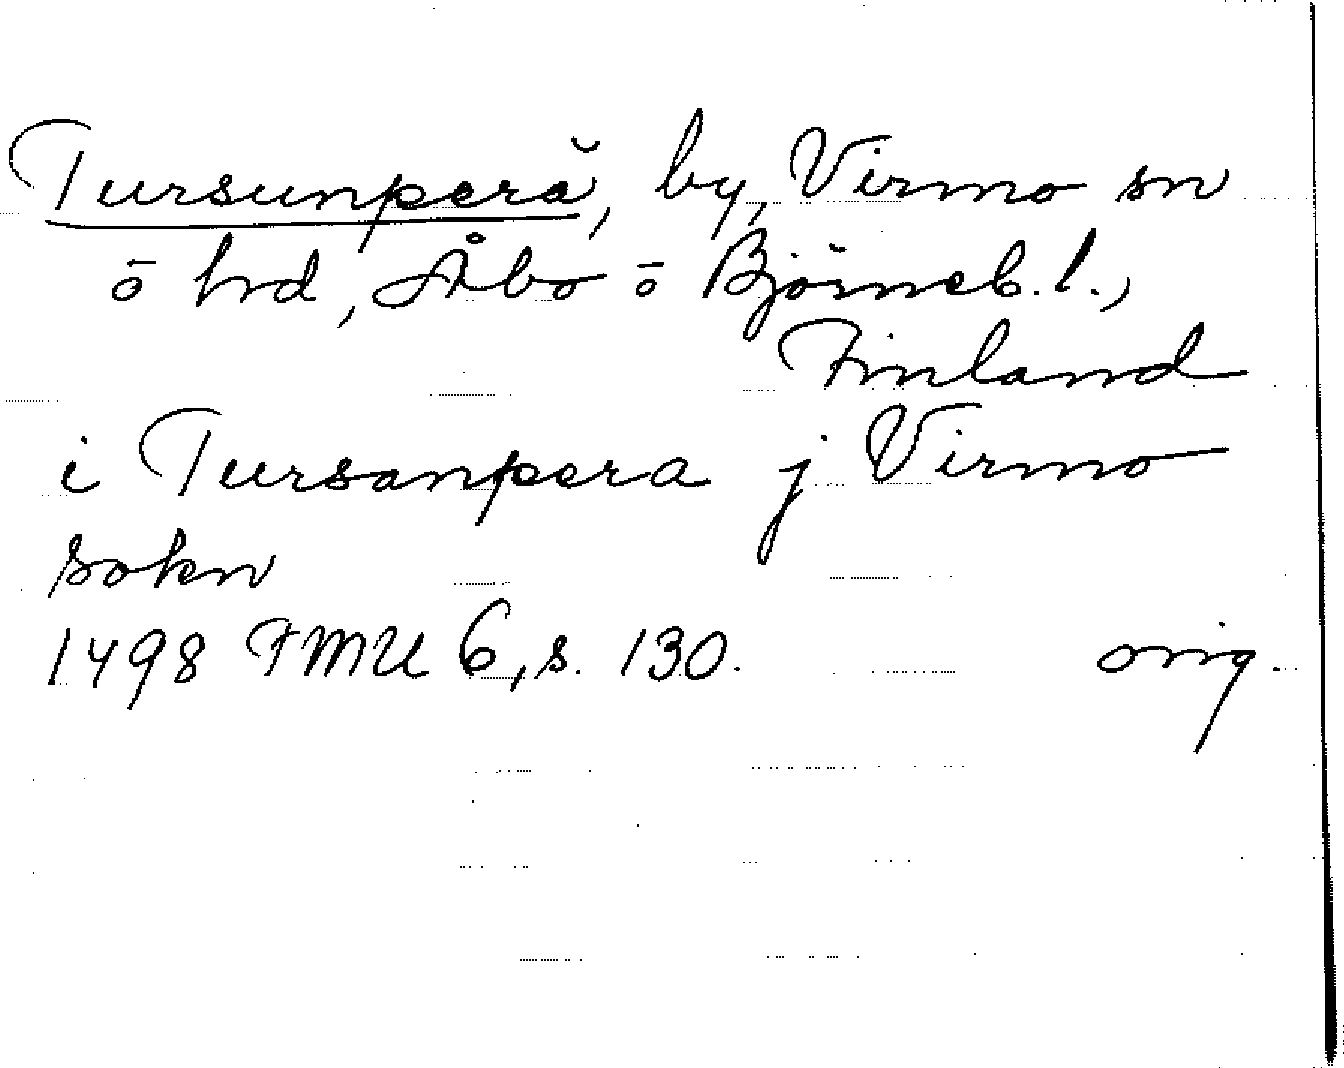 Tursunperä, by, Virmo sn
o hd, Åbo o Björneb. l.,
Finland
i Tursanpera j Virmo
sokn
1498 FMU 6, s. 130. orig.